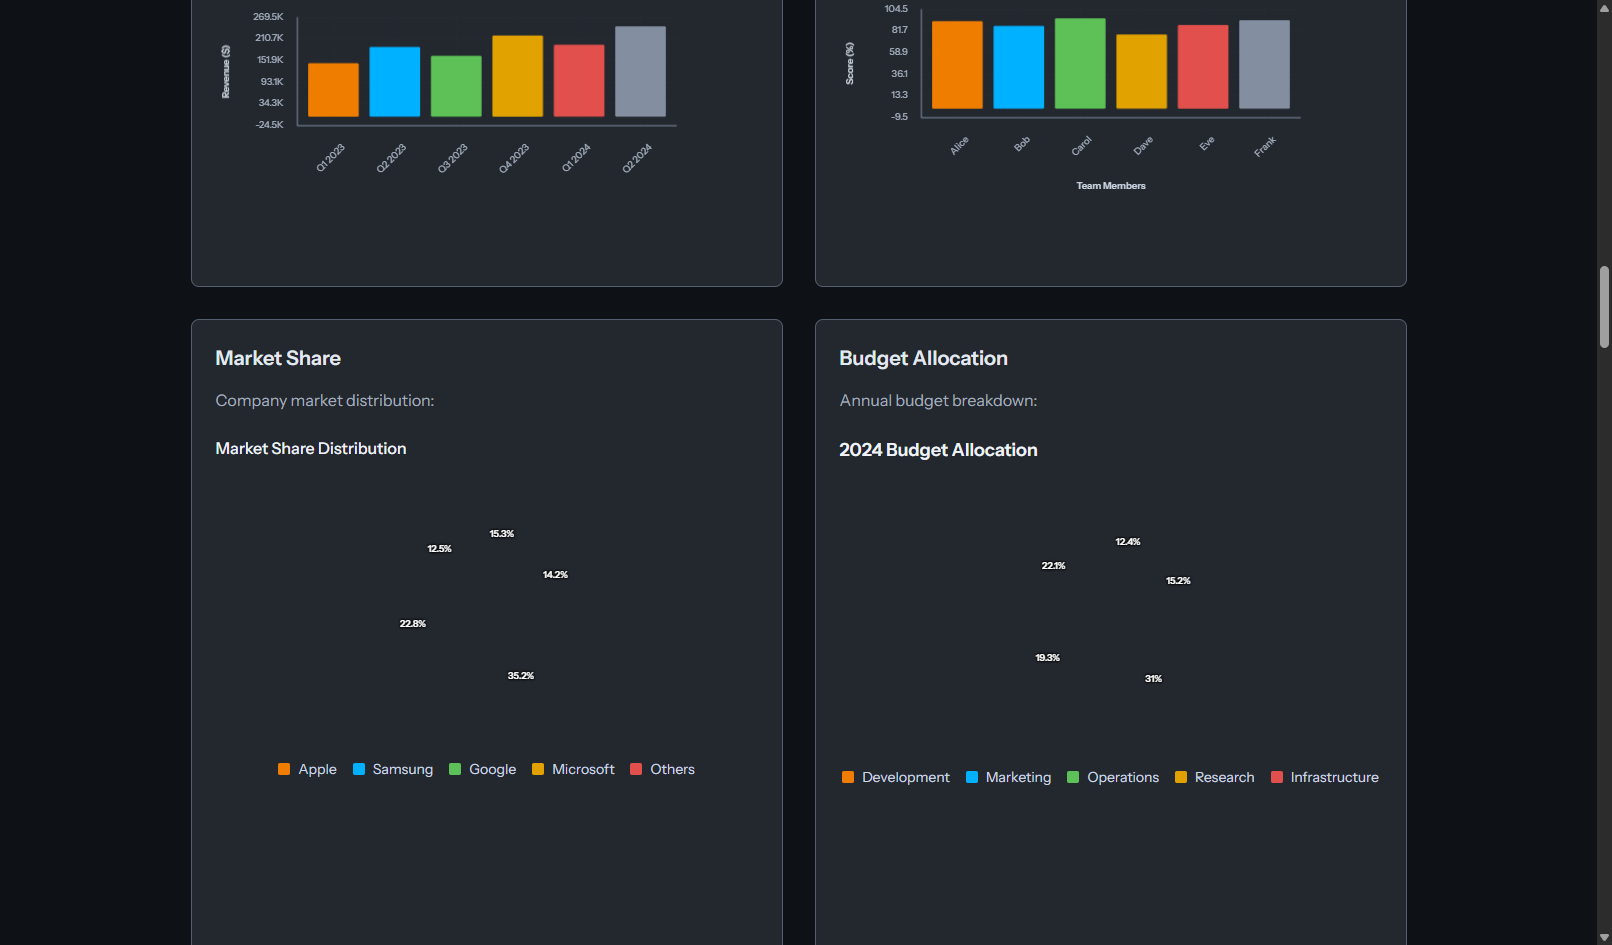 269.5K
210.7K
151.9K
93.1K
34.3K
-24.5K
Revenue ($)
Q1 2023
Q2 2023
Q3 2023
Q4 2023
Q1 2024
Q2 2024
104.5
81.7
58.9
36.1
13.3
-9.5
Score (%)
Alice
Bob
Carol
Dave
Eve
Frank
Team Members
Market Share
Company market distribution:
Market Share Distribution
15.3%
12.5%
14.2%
22.8%
35.2%
Apple
Samsung
Google
Microsoft
Others
Budget Allocation
Annual budget breakdown:
2024 Budget Allocation
12.4%
22.1%
15.2%
19.3%
31%
Development
Marketing
Operations
Research
Infrastructure